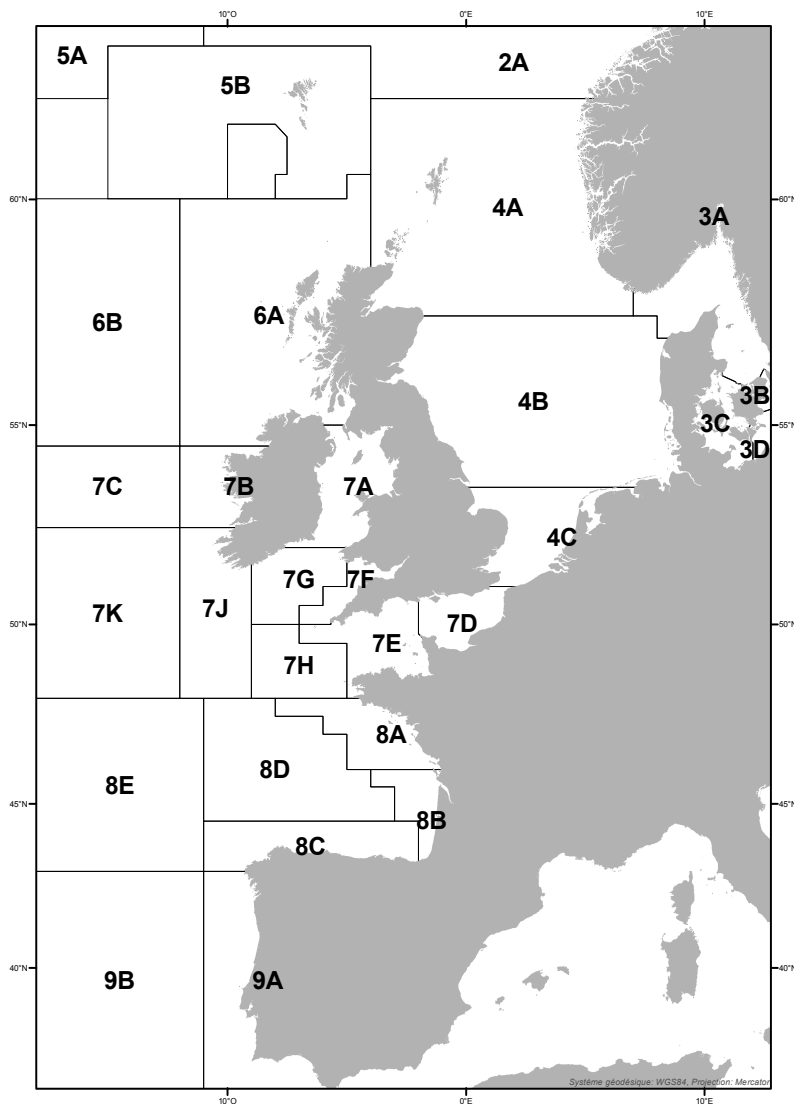 10°O 0°E 10°E
5A
2A
5B
60°N 60°N
4A
3A
6B
6A
4B
3B
3C
55°N 55°N
3D
7C
7B
7A
4C
7G
7F
7K
7J
50°N 50°N
7D
7E
7H
8A
8D
8E
45°N 45°N
8B
8C
40°N 40°N
9B
9A
Système géodésique: WGS84, Projection: Mercator
10°O 0°E 10°E